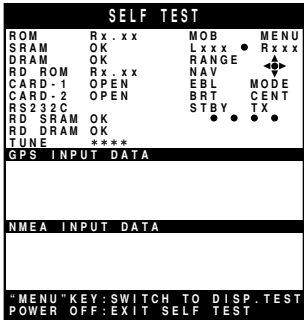 SELF TEST
ROM Rx.xx MOB MENU
SRAM OK Lxxx ● Rxxx
DRAM OK RANGE
RD ROM Rx.xx NAV
CARD-1 OPEN EBL MODE
CARD-2 OPEN BRT CENT
RS232C STBY TX
RD SRAM OK ● ● ● ●
RD DRAM OK
TUNE ****
GPS INPUT DATA
NMEA INPUT DATA
"MENU"KEY:SWITCH TO DISP.TEST
POWER OFF:EXIT SELF TEST